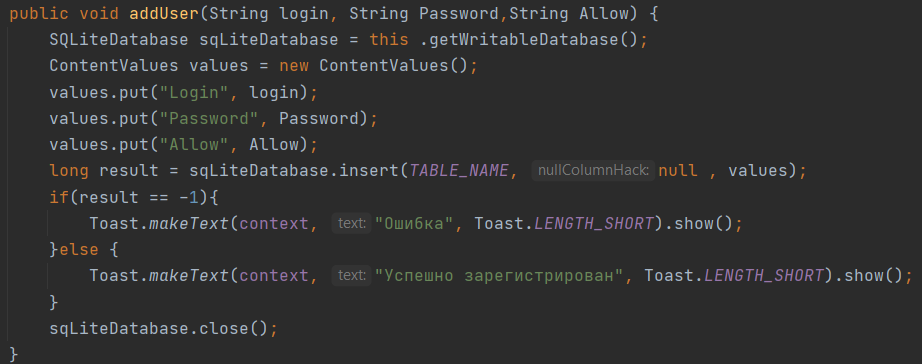 public void addUser(String login, String Password,String Allow) {
    SQLiteDatabase sqLiteDatabase = this .getWritableDatabase();
    ContentValues values = new ContentValues();
    values.put("Login", login);
    values.put("Password", Password);
    values.put("Allow", Allow);
    long result = sqLiteDatabase.insert(TABLE_NAME, nullColumnHack: null , values);
    if(result == -1){
        Toast.makeText(context, text: "Ошибка", Toast.LENGTH_SHORT).show();
    }else {
        Toast.makeText(context, text: "Успешно зарегистрирован", Toast.LENGTH_SHORT).show();
    }
    sqLiteDatabase.close();
}